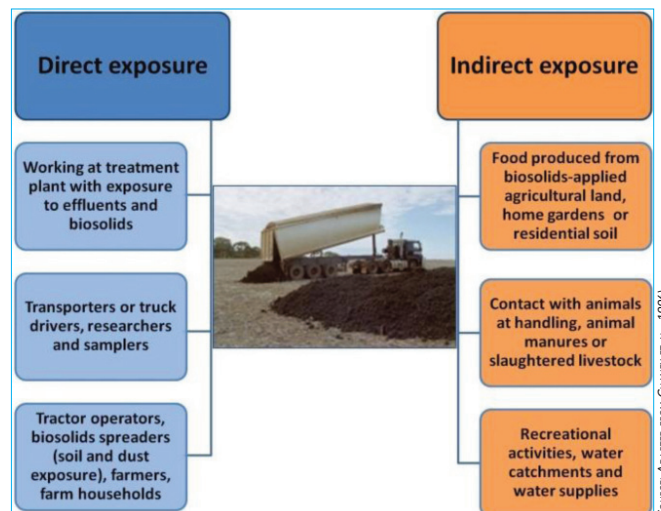 Direct exposure
Working at treatment
plant with exposure
to effluents and
biosolids
Transporters or truck
drivers, researchers
and samplers
Tractor operators,
biosolids spreaders
(soil and dust
exposure), farmers,
farm households
Indirect exposure
Food produced from
biosolids-applied
agricultural land,
home gardens or
residential soil
Contact with animals
at handling, animal
manures or
slaughtered livestock
Recreational
activities, water
catchments and
water supplies